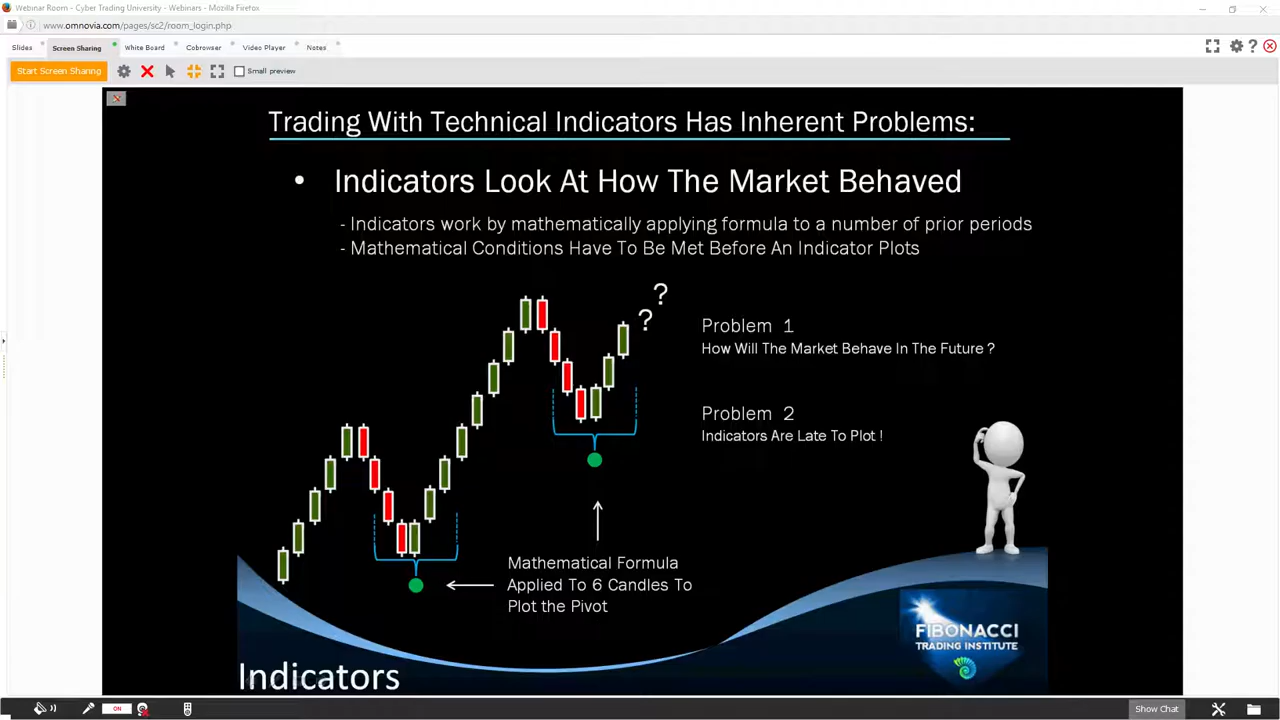 Webinar Room - Cyber Trading University - Webinars - Mozilla Firefox
www.omnovia.com/pages/sc2/room_login.php
Slides
Screen Sharing
White Board
Cobrowser
Video Player
Notes
Start Screen Sharing
Small preview
Trading With Technical Indicators Has Inherent Problems:
• Indicators Look At How The Market Behaved
- Indicators work by mathematically applying formula to a number of prior periods
- Mathematical Conditions Have To Be Met Before An Indicator Plots
?
?
Problem 1
How Will The Market Behave In The Future ?
Problem 2
Indicators Are Late To Plot !
Mathematical Formula
Applied To 6 Candles To
Plot the Pivot
FIBONACCI
TRADING INSTITUTE
Indicators
ON
Show Chat